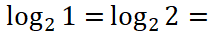 log₂ 1 = log₂ 2 =